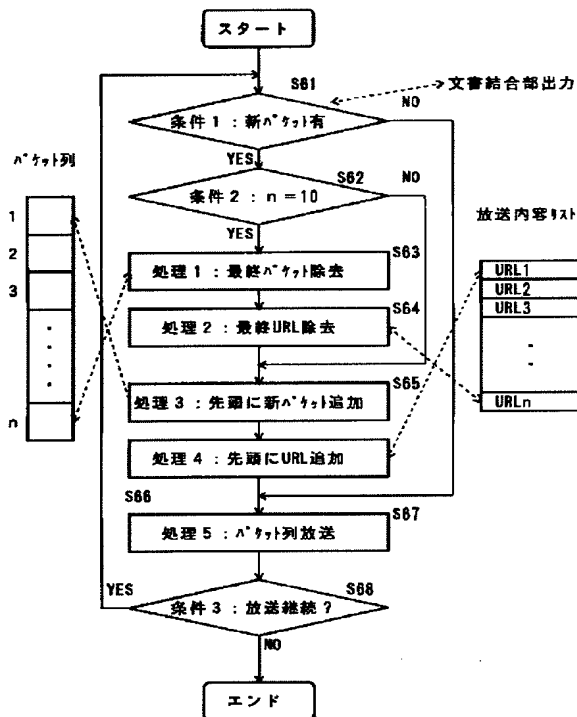 スタート
S61
文書結合部出力
NO
条件1：新パケット有
YES
パケット列
S62
NO
条件2：n＝10
放送内容リスト
1
YES
2
S63
処理1：最終パケット除去
URL1
URL2
3
URL3
S64
処理2：最終URL除去
S65
処理3：先頭に新パケット追加
URLn
n
処理4：先頭にURL追加
S66
S67
処理5：パケット列放送
YES
S68
条件3：放送継続？
NO
エンド